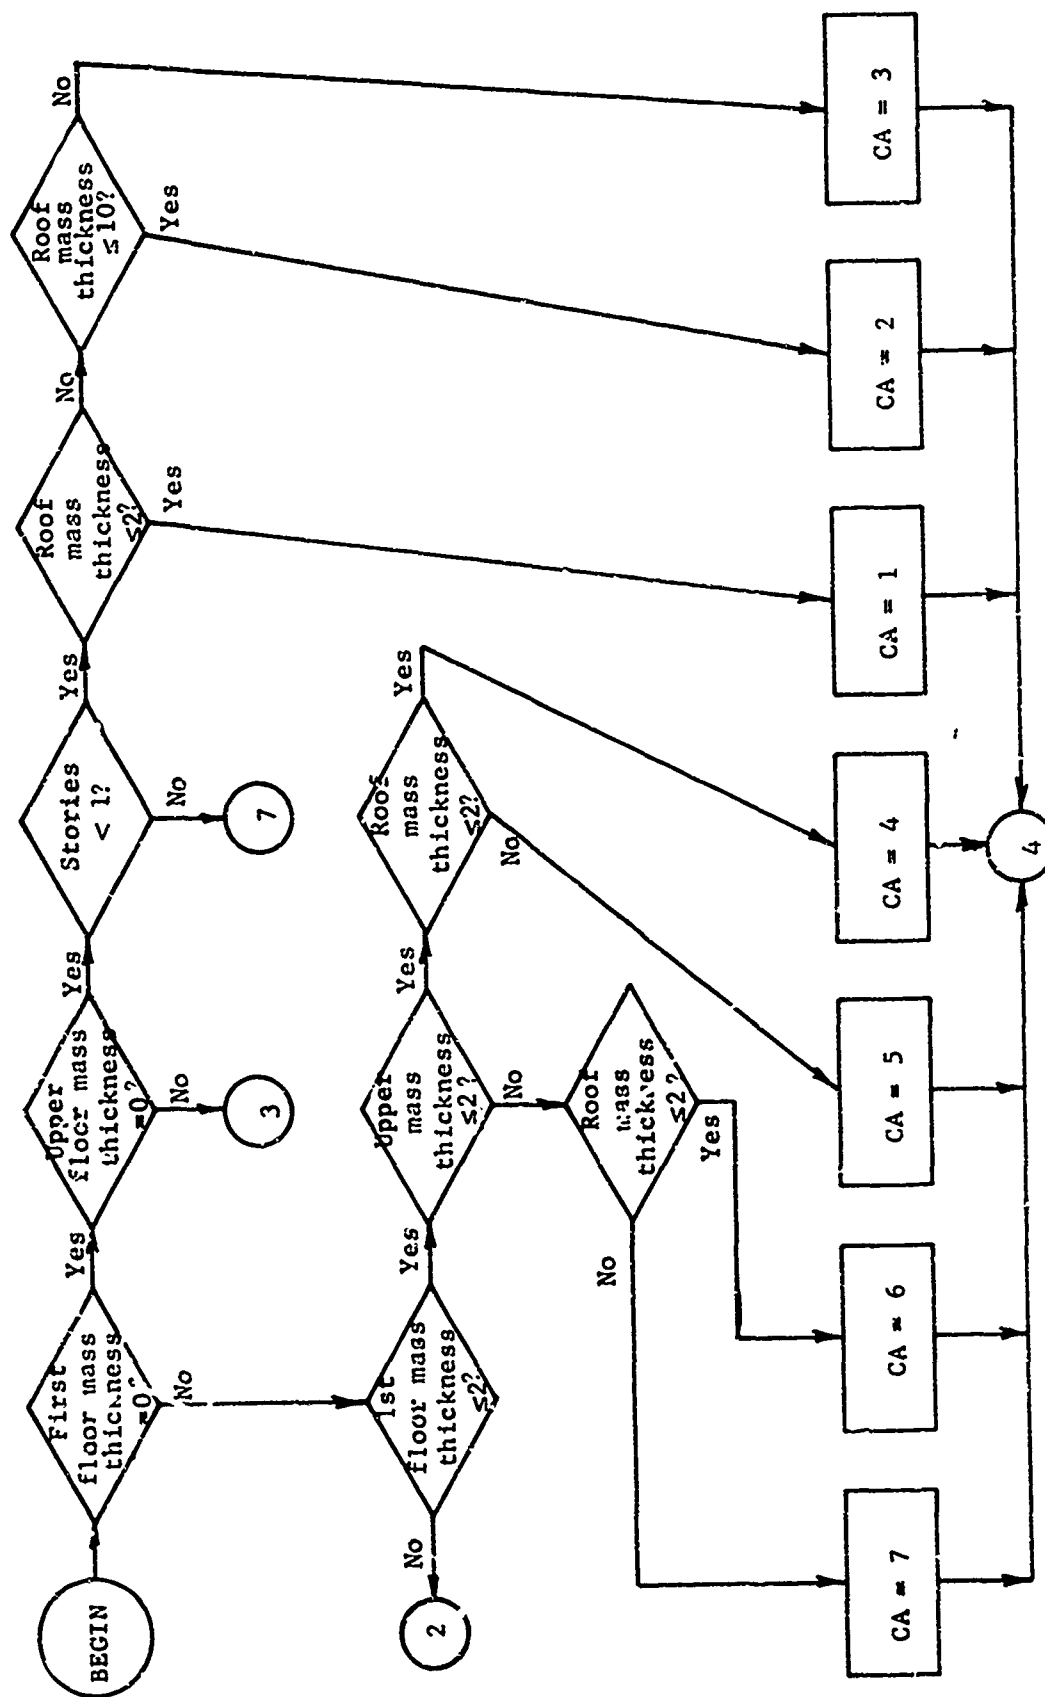 BEGIN
First
floor mass
thickness
=0?
Yes
No
Upper
floor mass
thickness
=0?
Yes
No
3
Stories
< 1?
Yes
No
7
Roof
mass
thickness
≤2?
No
Yes
Roof
mass
thickness
≤10?
No
Yes
1st
floor mass
thickness
≤2?
No
2
Yes
Upper
mass
thickness
≤2?
Yes
No
Roof
mass
thickness
≤2?
Yes
No
Roof
mass
thickness
≤2?
No
Yes
CA = 7
CA = 6
CA = 5
CA = 4
CA = 1
CA = 2
CA = 3
4